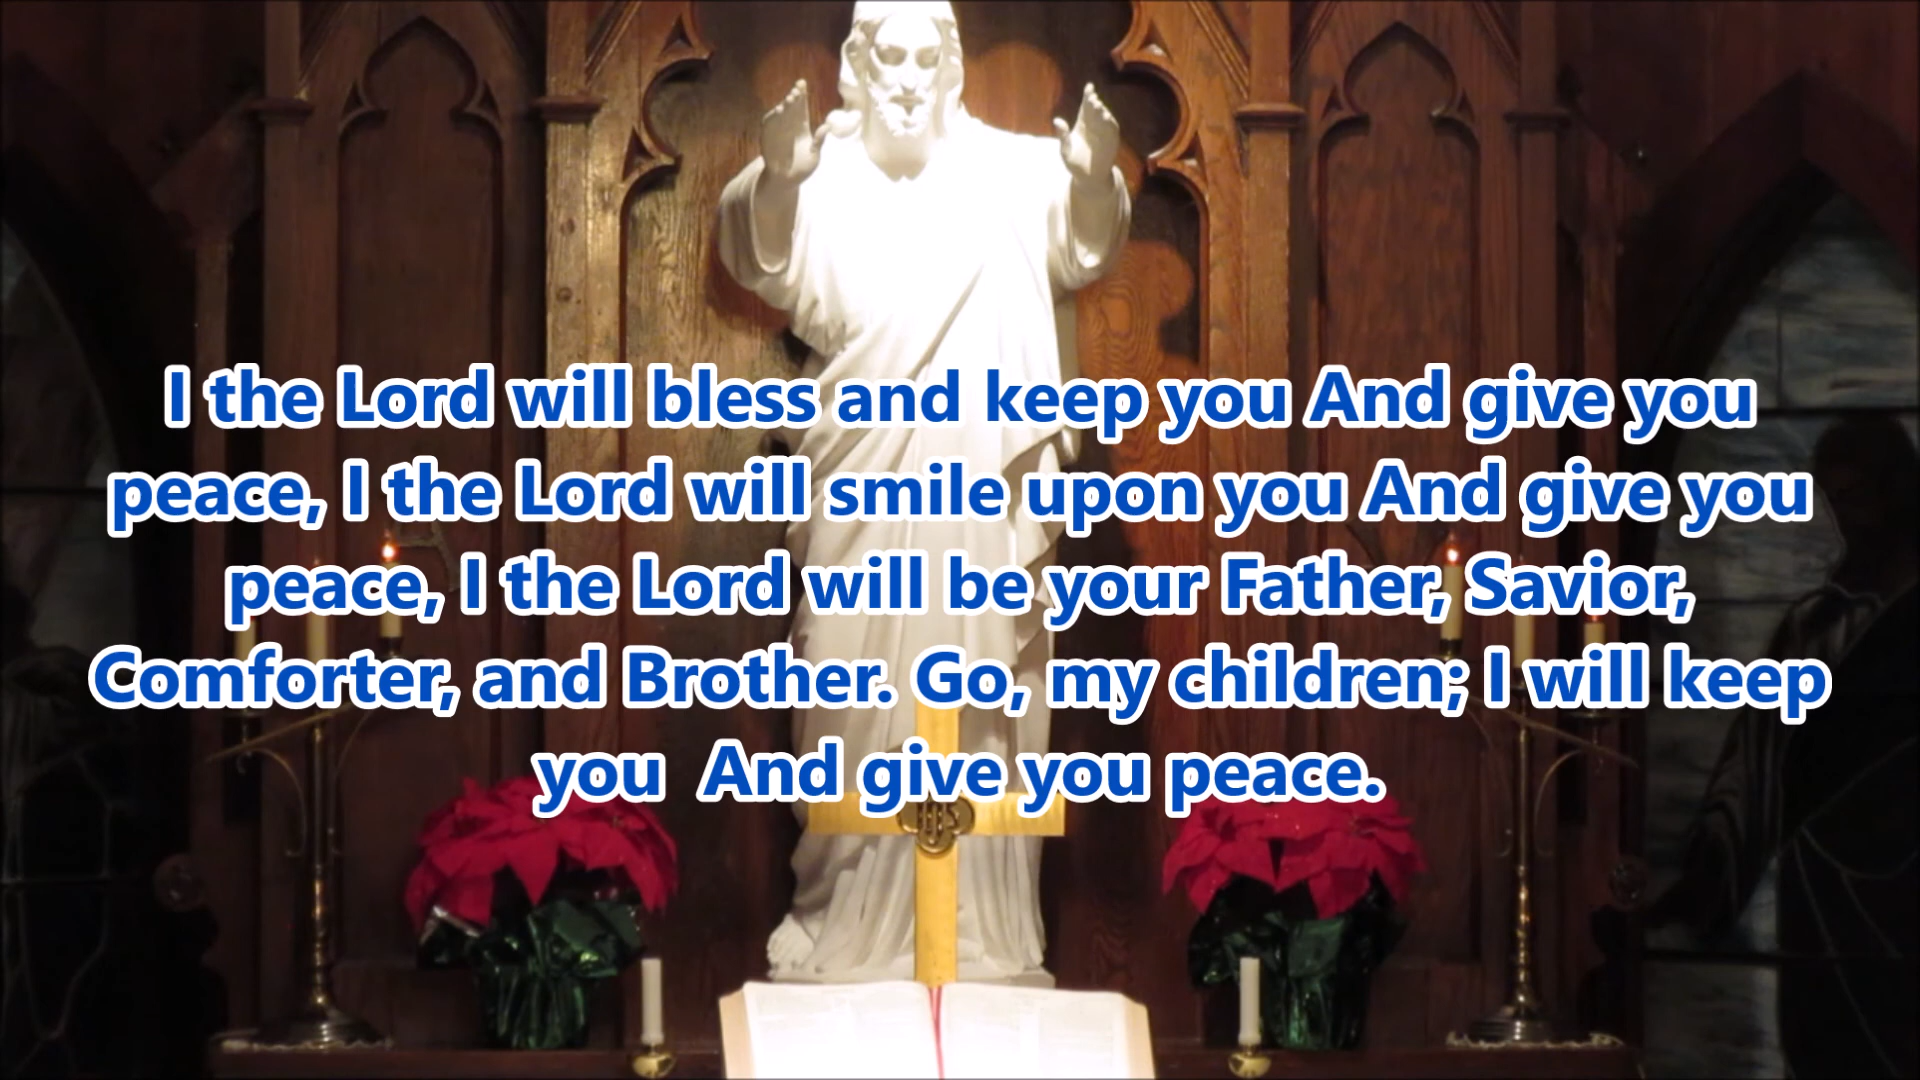 I the Lord will bless and keep you And give you
peace, I the Lord will smile upon you And give you
peace, I the Lord will be your Father, Savior,
Comforter, and Brother. Go, my children; I will keep
you  And give you peace.
IHS